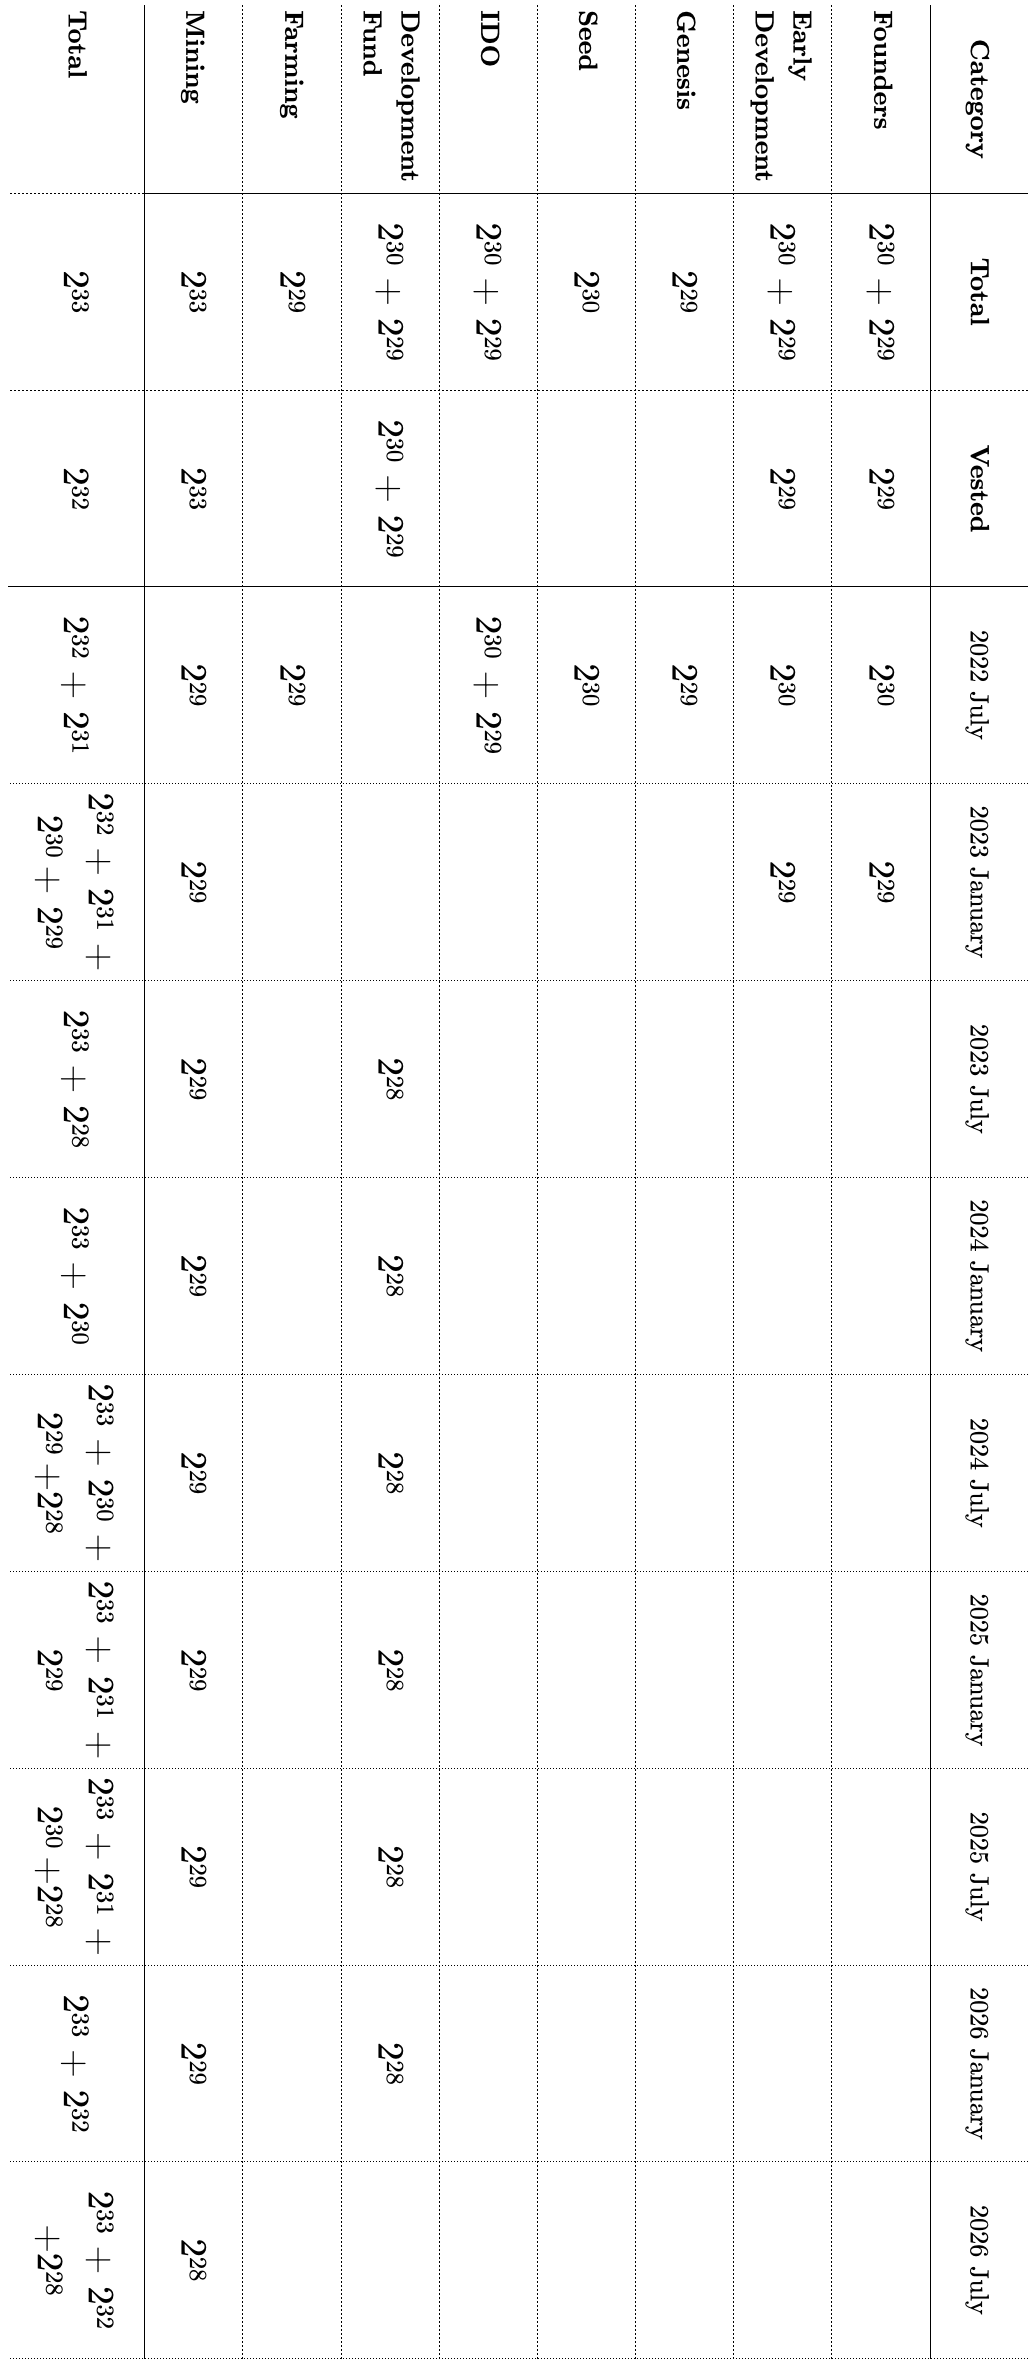 Category Total Vested 2022 July 2023 January 2023 July 2024 January 2024 July 2025 January 2025 July 2026 January 2026 July
Founders 2^30 + 2^29 2^29 2^30 2^29
Early
Development 2^30 + 2^29 2^29 2^30 2^29
Genesis 2^29 2^29
Seed 2^30 2^30
IDO 2^30 + 2^29 2^30 + 2^29
Development
Fund 2^30 + 2^29 2^30 + 2^29 2^28 2^28 2^28 2^28 2^28 2^28
Farming 2^29 2^29
Mining 2^33 2^33 2^29 2^29 2^29 2^29 2^29 2^29 2^29 2^29 2^28
Total 2^33 2^32 2^32 + 2^31 2^32 + 2^31 + 2^30 + 2^29 2^33 + 2^28 2^33 + 2^30 2^33 + 2^30 + 2^29 +2^28 2^33 + 2^31 + 2^29 2^33 + 2^31 + 2^30 +2^28 2^33 + 2^32 2^33 + 2^32 +2^28